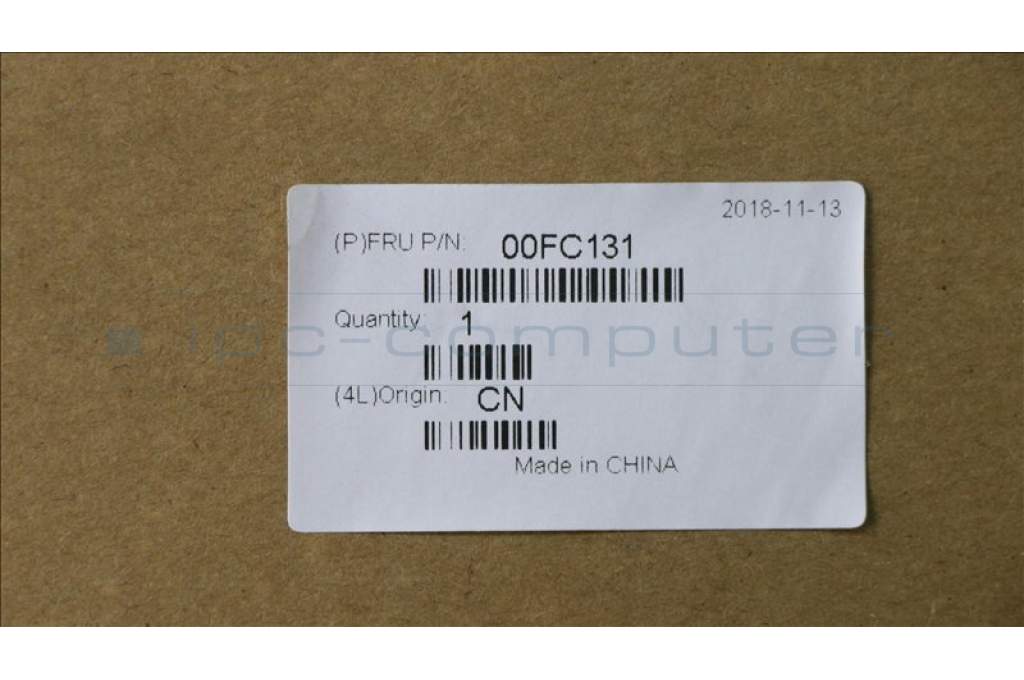 2018-11-13
(P)FRU P/N: 00FC131
Quantity: 1
ipc-computer
(4L)Origin: CN
Made in CHINA